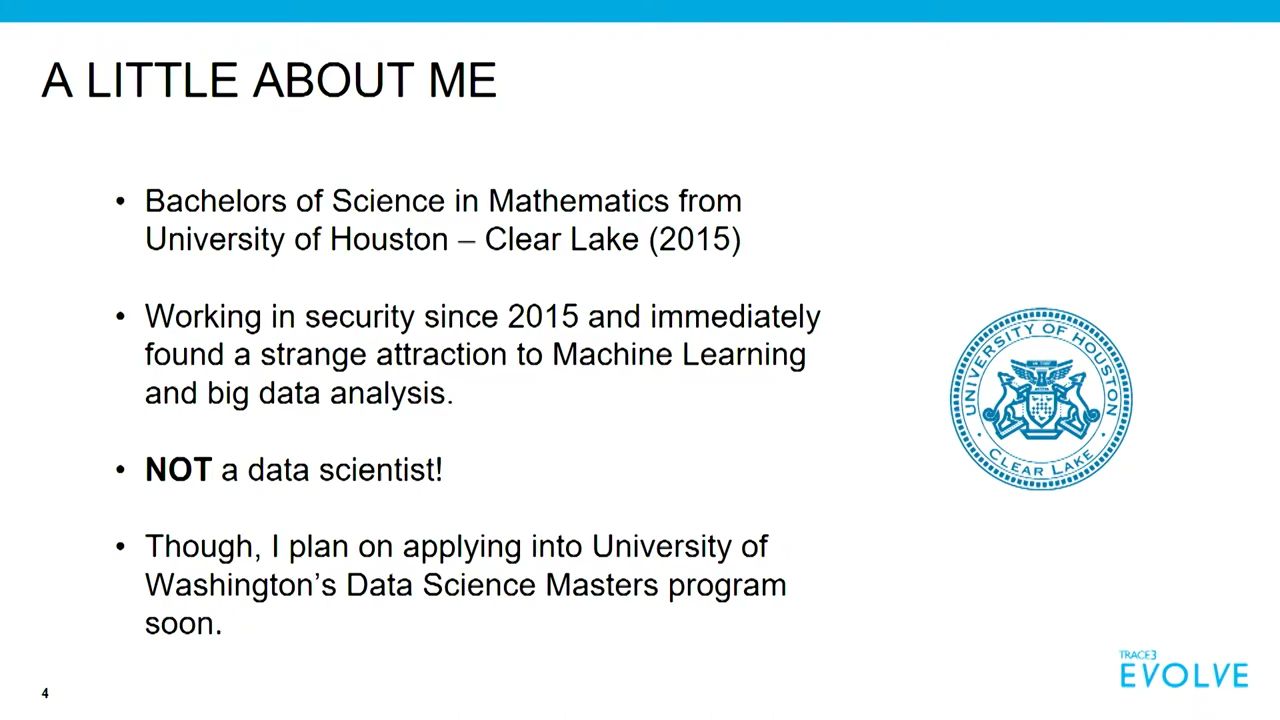 A LITTLE ABOUT ME
• Bachelors of Science in Mathematics from
University of Houston – Clear Lake (2015)
• Working in security since 2015 and immediately
found a strange attraction to Machine Learning
and big data analysis.
• NOT a data scientist!
• Though, I plan on applying into University of
Washington’s Data Science Masters program
soon.
UNIVERSITY OF HOUSTON
CLEAR LAKE
TRACE3
EVOLVE
4